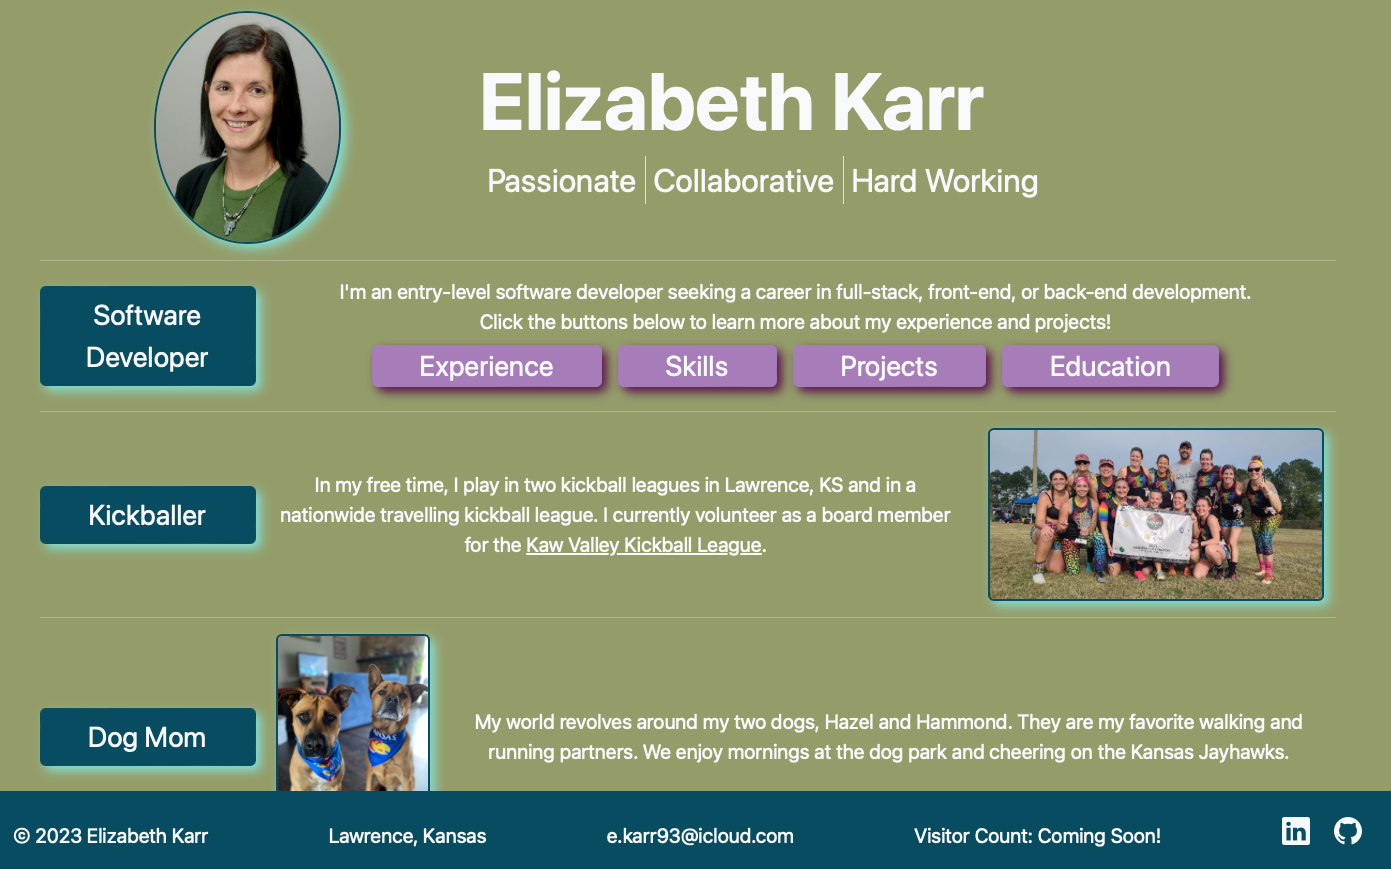 Elizabeth Karr
Passionate Collaborative Hard Working
Software
Developer
I'm an entry-level software developer seeking a career in full-stack, front-end, or back-end development.
Click the buttons below to learn more about my experience and projects!
Experience Skills Projects Education
Kickballer
In my free time, I play in two kickball leagues in Lawrence, KS and in a
nationwide travelling kickball league. I currently volunteer as a board member
for the Kaw Valley Kickball League.
Dog Mom
My world revolves around my two dogs, Hazel and Hammond. They are my favorite walking and
running partners. We enjoy mornings at the dog park and cheering on the Kansas Jayhawks.
© 2023 Elizabeth Karr Lawrence, Kansas e.karr93@icloud.com Visitor Count: Coming Soon! in